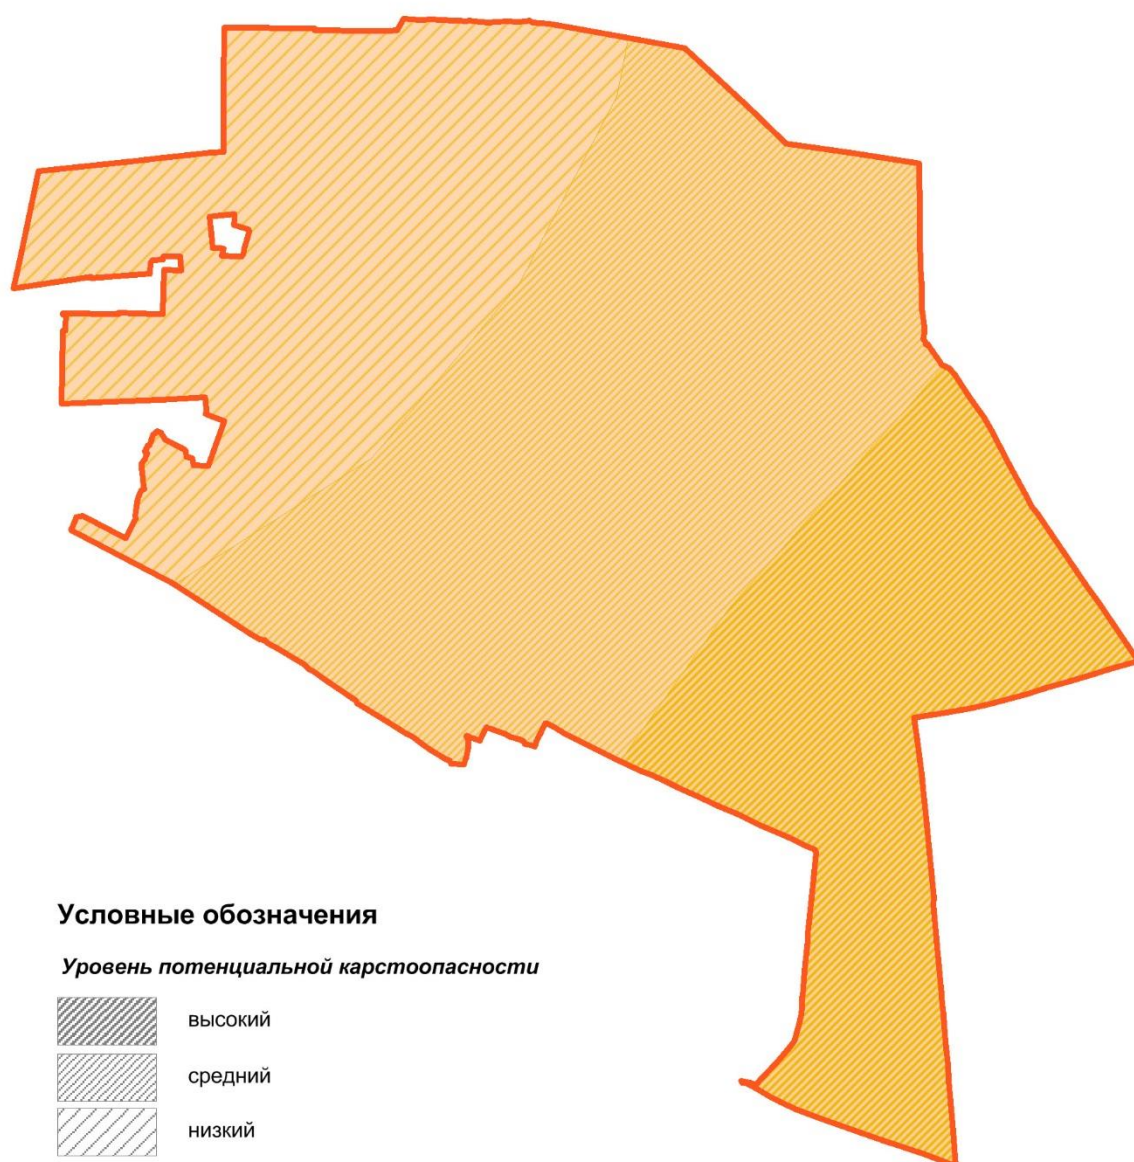 Условные обозначения
Уровень потенциальной карстоопасности
высокий
средний
низкий